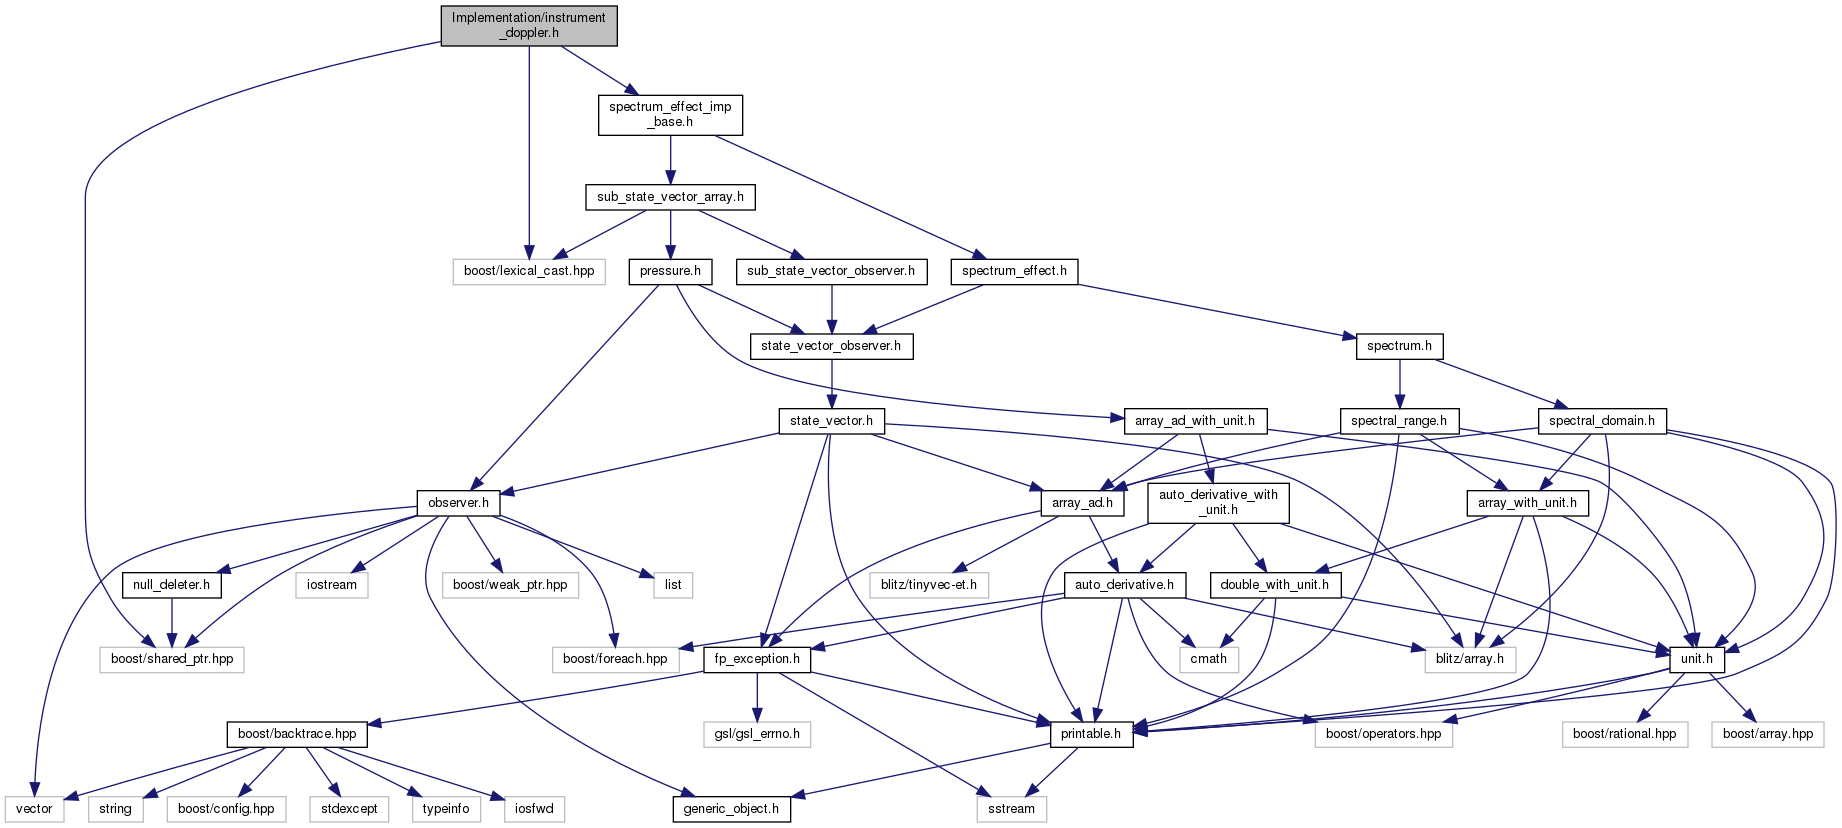 Implementation/instrument
_doppler.h
spectrum_effect_imp
_base.h
sub_state_vector_array.h
boost/lexical_cast.hpp
pressure.h
sub_state_vector_observer.h
spectrum_effect.h
state_vector_observer.h
spectrum.h
state_vector.h
array_ad_with_unit.h
spectral_range.h
spectral_domain.h
observer.h
array_ad.h
auto_derivative_with
_unit.h
array_with_unit.h
null_deleter.h
iostream
boost/weak_ptr.hpp
list
blitz/tinyvec-et.h
auto_derivative.h
double_with_unit.h
boost/shared_ptr.hpp
boost/foreach.hpp
fp_exception.h
cmath
blitz/array.h
unit.h
boost/backtrace.hpp
gsl/gsl_errno.h
printable.h
boost/operators.hpp
boost/rational.hpp
boost/array.hpp
vector
string
boost/config.hpp
stdexcept
typeinfo
iosfwd
generic_object.h
sstream